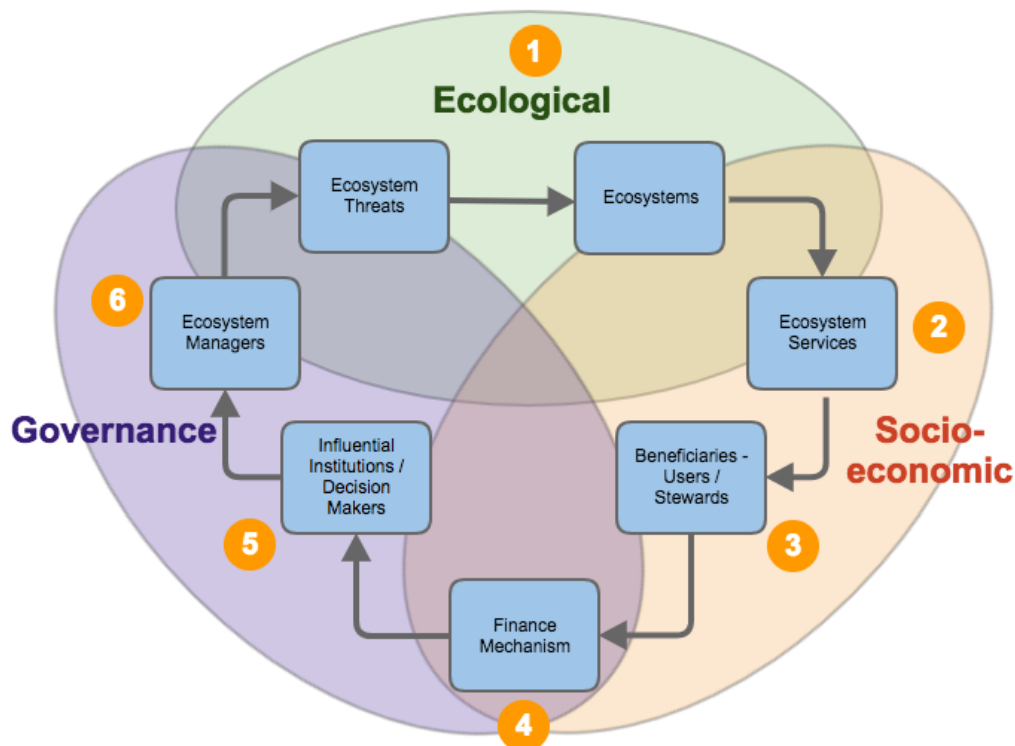 1
Ecological
Ecosystem
Threats
Ecosystems
6
Ecosystem
Managers
Ecosystem
Services
2
Governance
Socio-
economic
Influential
Institutions /
Decision
Makers
Beneficiaries -
Users /
Stewards
5
3
Finance
Mechanism
4